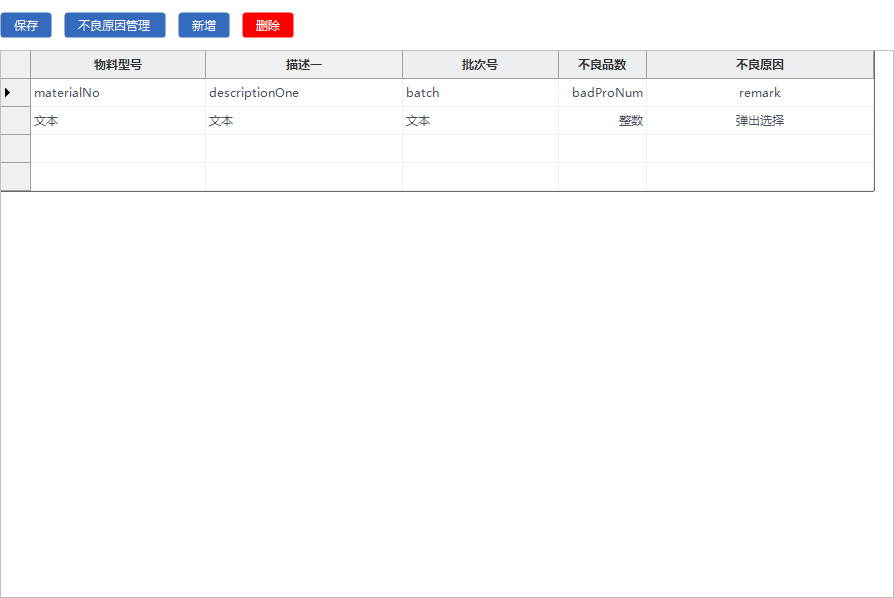 保存 不良原因管理 新增 删除
物料型号 描述一 批次号 不良品数 不良原因
materialNo descriptionOne batch badProNum remark
文本 文本 文本 整数 弹出选择